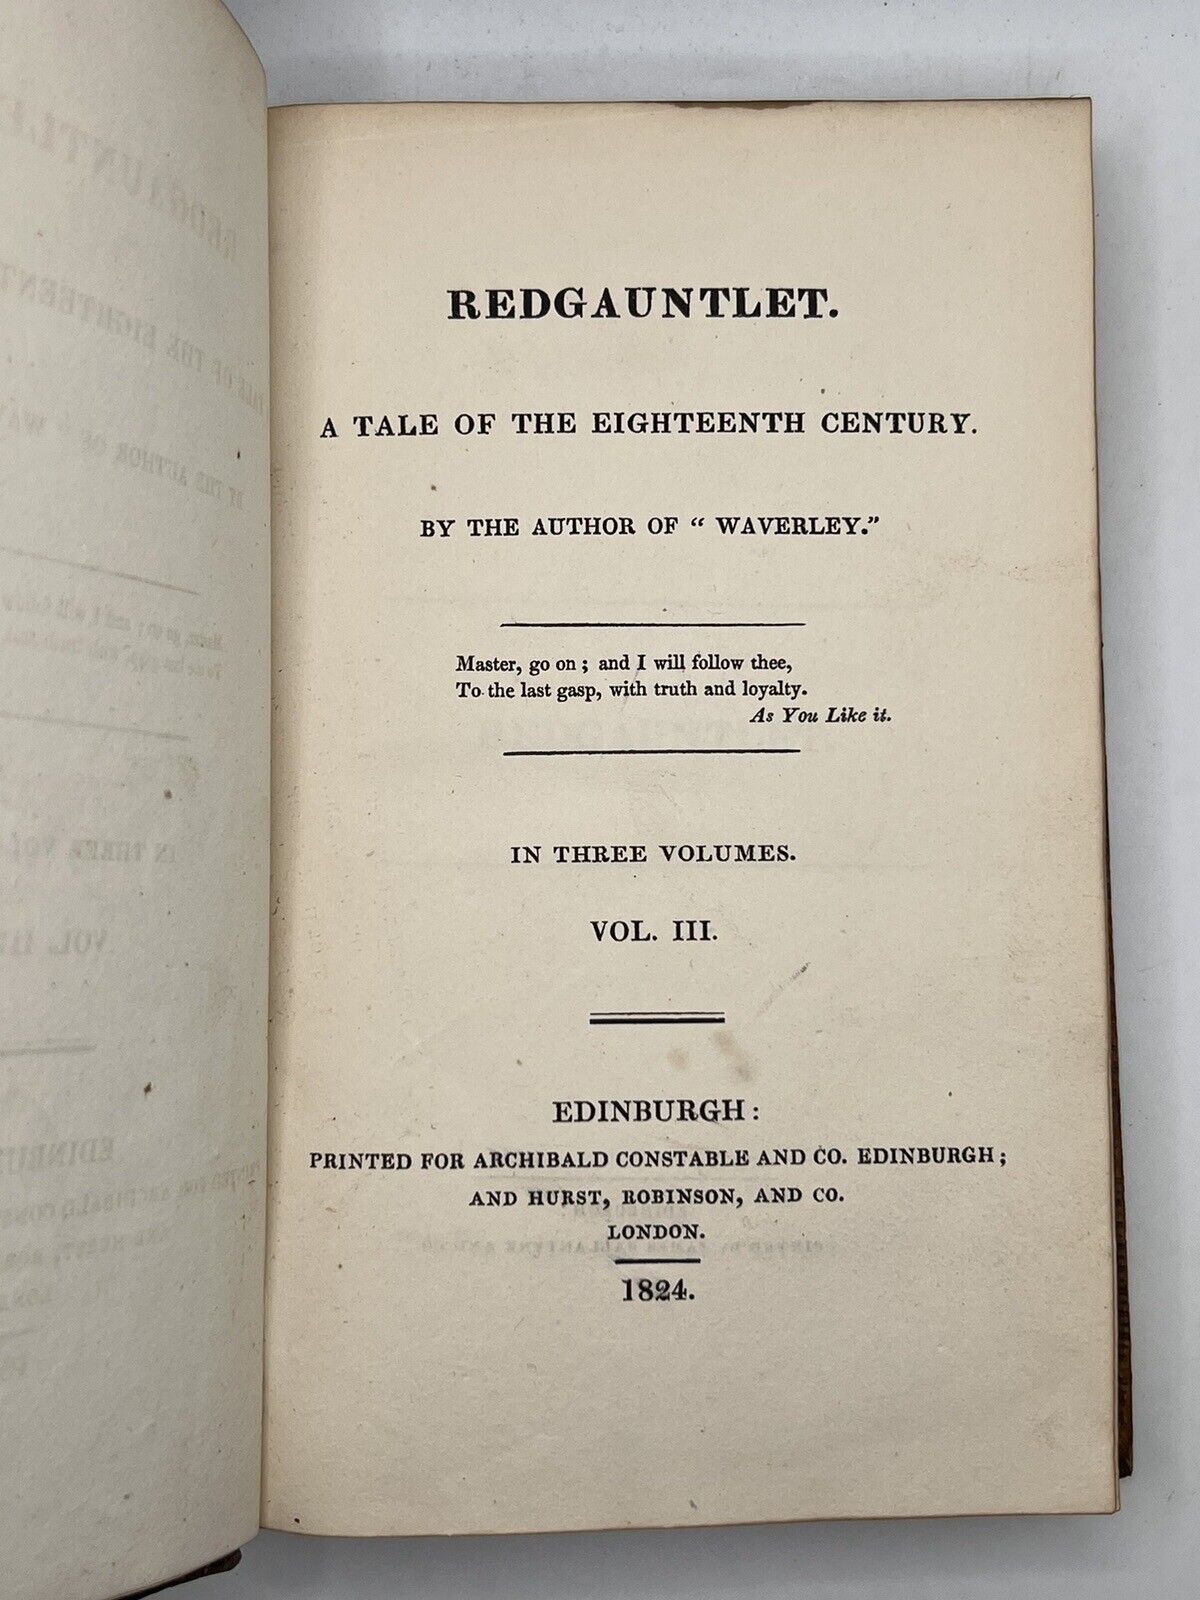 REDGAUNTLET.
A TALE OF THE EIGHTEENTH CENTURY.
BY THE AUTHOR OF “ WAVERLEY.”
Master, go on ; and I will follow thee,
To the last gasp, with truth and loyalty.
As You Like it.
IN THREE VOLUMES.
VOL. III.
EDINBURGH :
PRINTED FOR ARCHIBALD CONSTABLE AND CO. EDINBURGH ;
AND HURST, ROBINSON, AND CO.
LONDON.
1824.